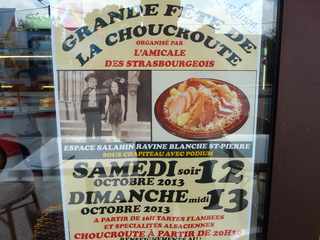 GRANDE FÊTE DE
LA CHOUCROUTE
ORGANISÉ PAR
L'AMICALE
DES STRASBOURGEOIS
ESPACE SALAHIN RAVINE BLANCHE ST-PIERRE
SOUS CHAPITEAU AVEC PODIUM
SAMEDI soir 12
OCTOBRE 2013
DIMANCHE midi 13
OCTOBRE 2013
A PARTIR DE 16H TARTES FLAMBEES
ET SPECIALITES ALSACIENNES
CHOUCROUTE À PARTIR DE 20H30